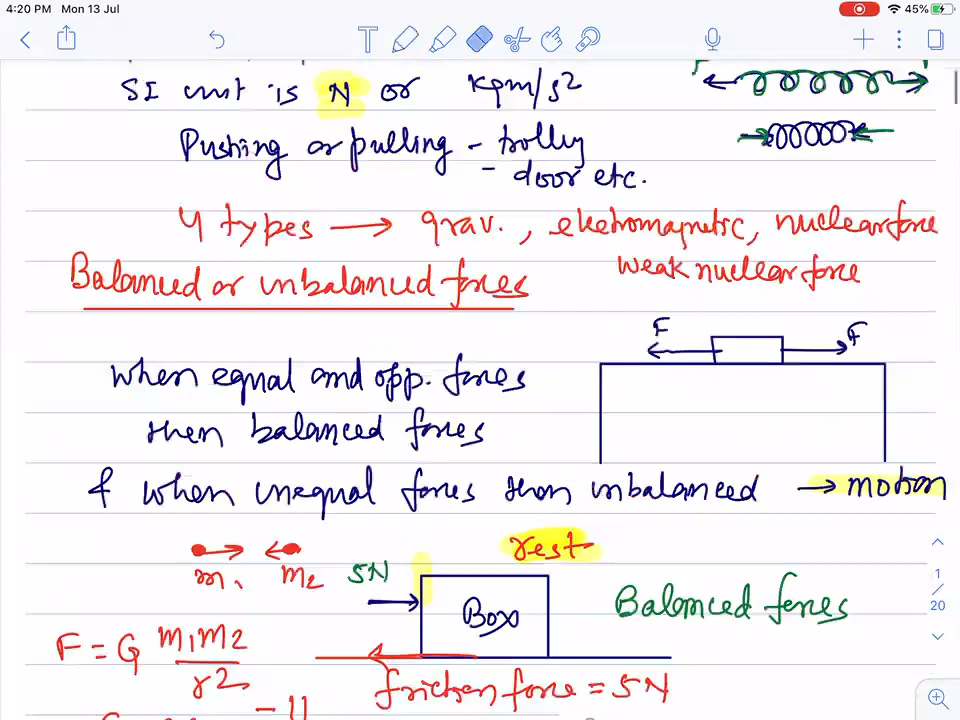 4:20 PM Mon 13 Jul
45%
T
SI unit is N or kgm/s2
Pushing or pulling - trolly
- door etc.
4 types → grav., electromagnetic, nuclear force
weak nuclear force
Balanced or unbalanced forces
F F
when equal and opp. forces
then balanced forces
& when unequal forces then unbalanced → motion
rest
m1 m2 5N
Box
Balanced forces
F = G m1m2
r2
friction force = 5N
-11
1
/
20